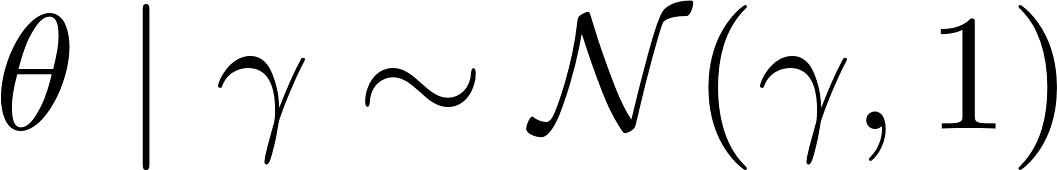 θ | γ ∼ 𝒩(γ, 1)